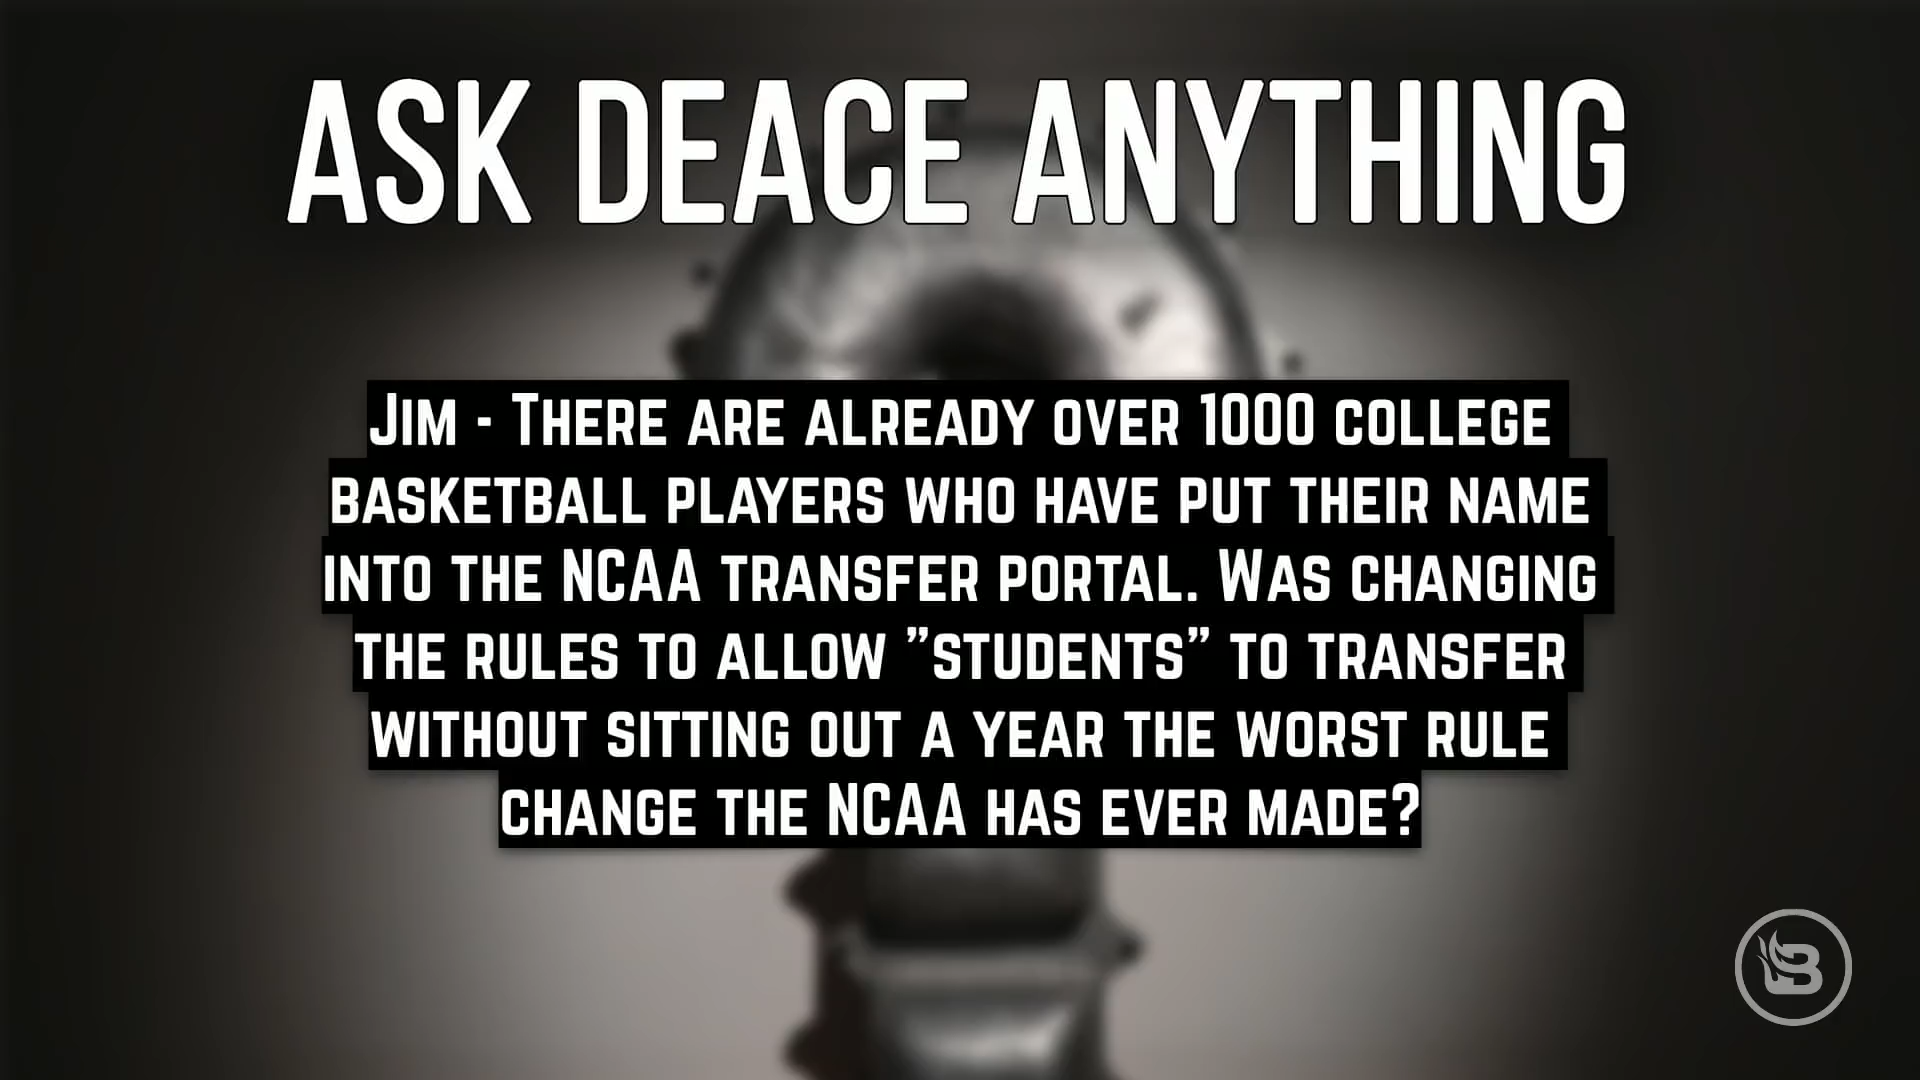 ASK DEACE ANYTHING
JIM - THERE ARE ALREADY OVER 1000 COLLEGE
BASKETBALL PLAYERS WHO HAVE PUT THEIR NAME
INTO THE NCAA TRANSFER PORTAL. WAS CHANGING
THE RULES TO ALLOW "STUDENTS" TO TRANSFER
WITHOUT SITTING OUT A YEAR THE WORST RULE
CHANGE THE NCAA HAS EVER MADE?
B